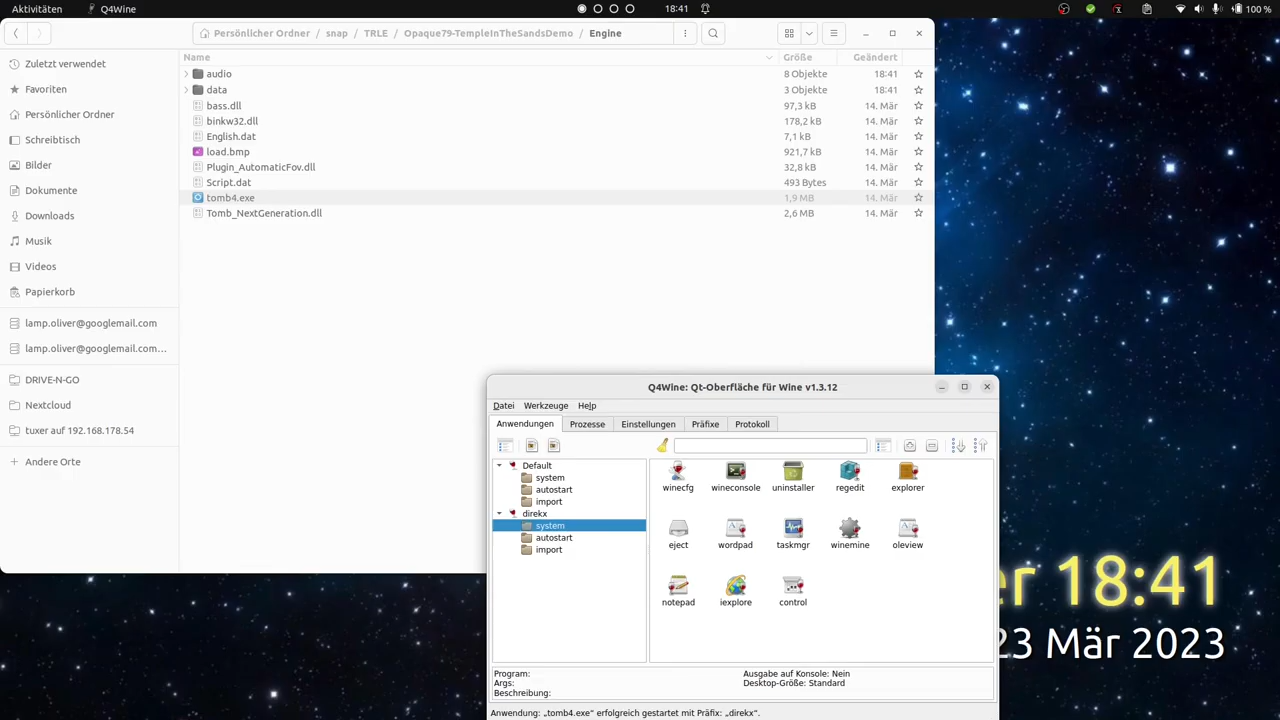 Aktivitäten Q4Wine 18:41 100 %
Persönlicher Ordner / snap / TRLE / Opaque79-TempleInTheSandsDemo / Engine
Name Größe Geändert
Zuletzt verwendet
Favoriten
Persönlicher Ordner
Schreibtisch
Bilder
Dokumente
Downloads
Musik
Videos
Papierkorb
lamp.oliver@googlemail.com
lamp.oliver@googlemail.com…
DRIVE-N-GO
Nextcloud
tuxer auf 192.168.178.54
Andere Orte
audio 8 Objekte 18:41
data 3 Objekte 18:41
bass.dll 97,3 kB 14. Mär
binkw32.dll 178,2 kB 14. Mär
English.dat 7,1 kB 14. Mär
load.bmp 921,7 kB 14. Mär
Plugin_AutomaticFov.dll 32,8 kB 14. Mär
Script.dat 493 Bytes 14. Mär
tomb4.exe 1,9 MB 14. Mär
Tomb_NextGeneration.dll 2,6 MB 14. Mär
Q4Wine: Qt-Oberfläche für Wine v1.3.12
Datei Werkzeuge Help
Anwendungen Prozesse Einstellungen Präfixe Protokoll
Default
system
autostart
import
direkx
system
autostart
import
winecfg wineconsole uninstaller regedit explorer
eject wordpad taskmgr winemine oleview
notepad iexplore control
Program: Ausgabe auf Konsole: Nein
Args: Desktop-Größe: Standard
Beschreibung:
Anwendung: „tomb4.exe“ erfolgreich gestartet mit Präfix: „direkx“.
er 18:41
23 Mär 2023